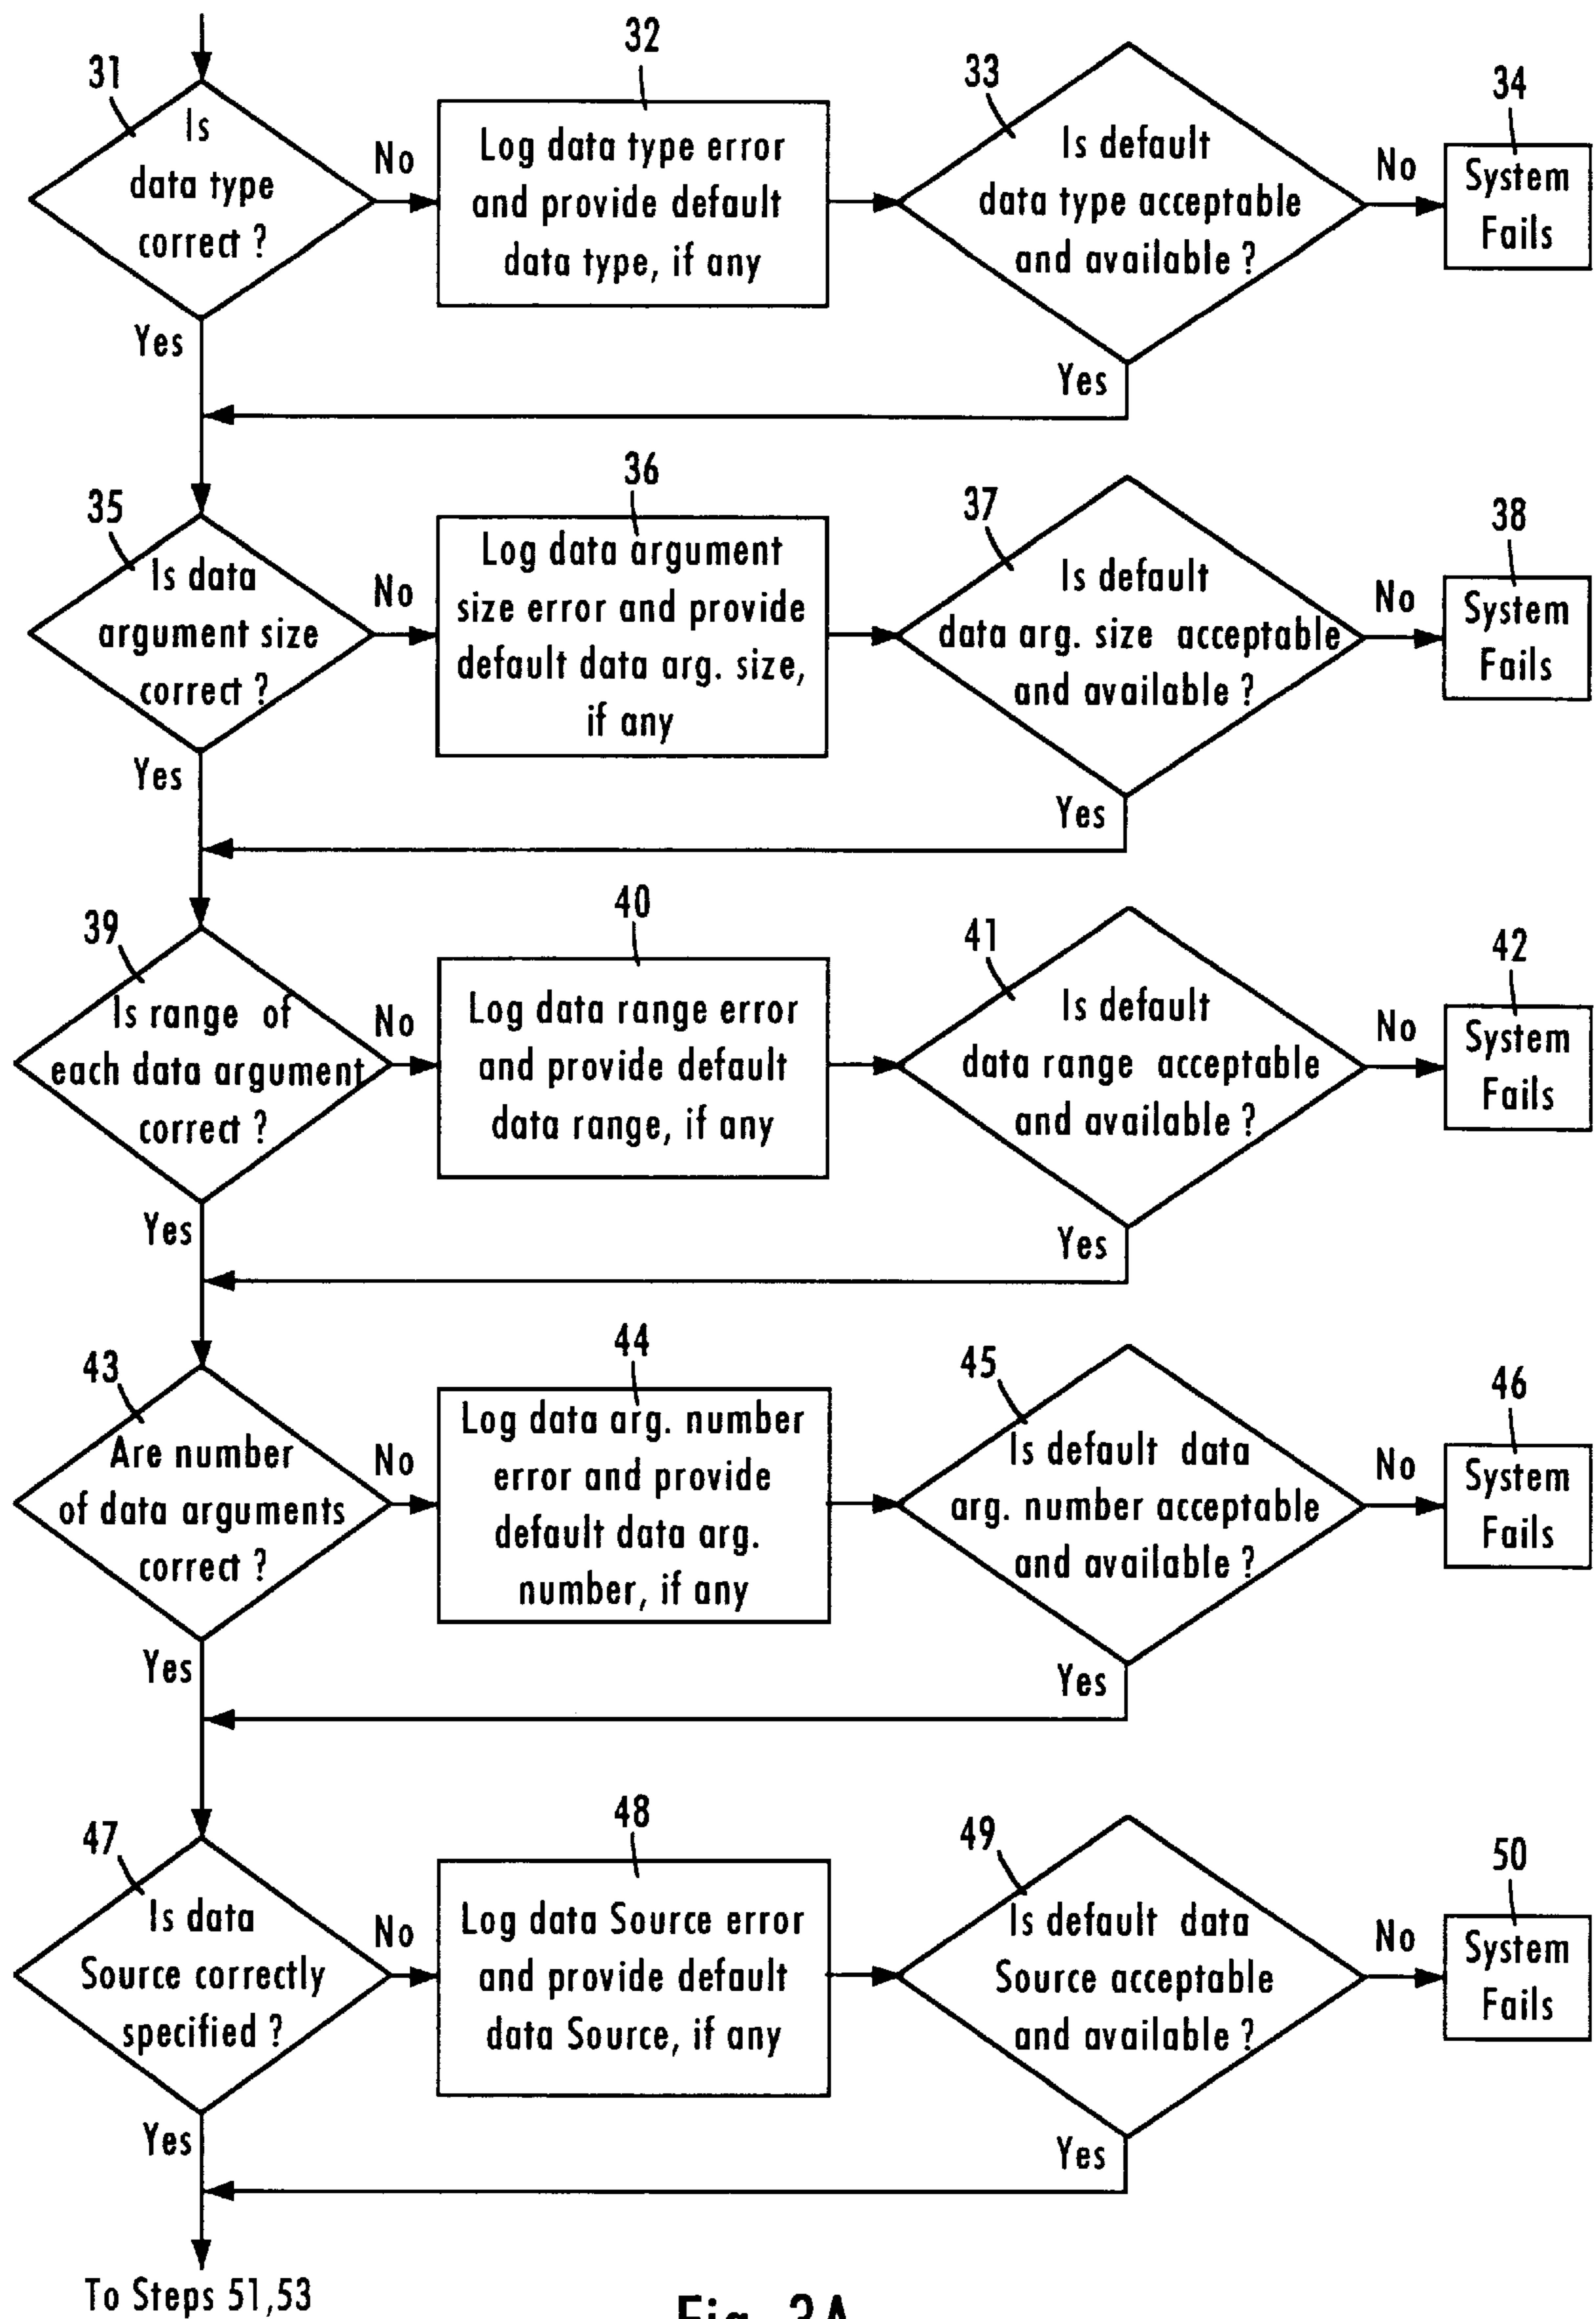 31
Is
data type
correct ?
No
Yes
32
Log data type error
and provide default
data type, if any
33
Is default
data type acceptable
and available ?
No
Yes
34
System
Fails
35
Is data
argument size
correct ?
No
Yes
36
Log data argument
size error and provide
default data arg. size,
if any
37
Is default
data arg. size acceptable
and available ?
No
Yes
38
System
Fails
39
Is range of
each data argument
correct ?
No
Yes
40
Log data range error
and provide default
data range, if any
41
Is default
data range acceptable
and available ?
No
Yes
42
System
Fails
43
Are number
of data arguments
correct ?
No
Yes
44
Log data arg. number
error and provide
default data arg.
number, if any
45
Is default data
arg. number acceptable
and available ?
No
Yes
46
System
Fails
47
Is data
Source correctly
specified ?
No
Yes
48
Log data Source error
and provide default
data Source, if any
49
Is default data
Source acceptable
and available ?
No
Yes
50
System
Fails
To Steps 51,53
Fig. 3A